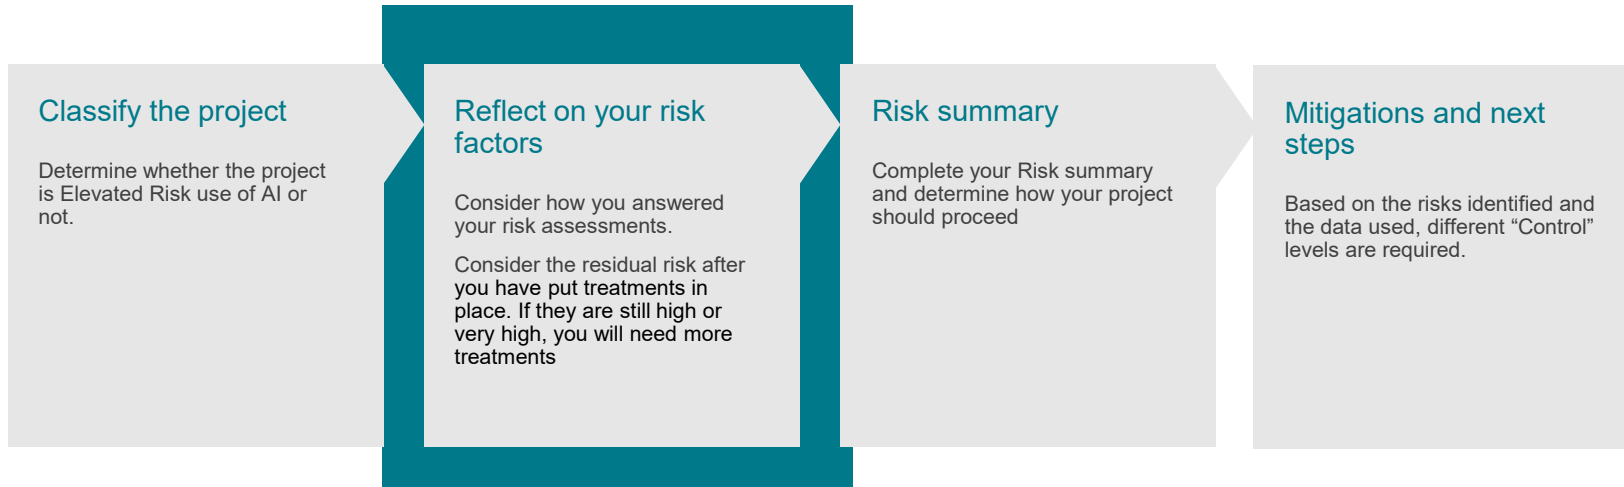 Classify the project
Determine whether the project
is Elevated Risk use of AI or
not.
Reflect on your risk
factors
Consider how you answered
your risk assessments.
Consider the residual risk after
you have put treatments in
place. If they are still high or
very high, you will need more
treatments
Risk summary
Complete your Risk summary
and determine how your project
should proceed
Mitigations and next
steps
Based on the risks identified and
the data used, different “Control”
levels are required.